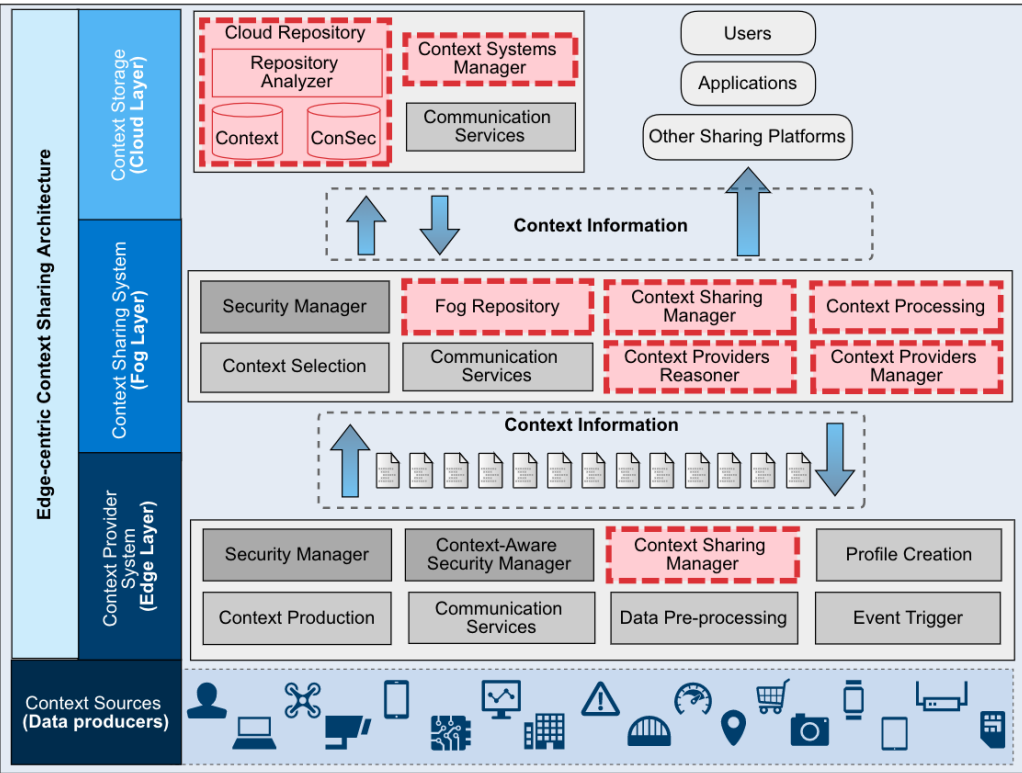 Edge-centric Context Sharing Architecture
Context Storage
(Cloud Layer)
Cloud Repository
Repository
Analyzer
Context
ConSec
Context Systems
Manager
Communication
Services
Users
Applications
Other Sharing Platforms
Context Information
Context Sharing System
(Fog Layer)
Security Manager
Fog Repository
Context Sharing
Manager
Context Processing
Context Selection
Communication
Services
Context Providers
Reasoner
Context Providers
Manager
Context Information
Context Provider
System
(Edge Layer)
Security Manager
Context-Aware
Security Manager
Context Sharing
Manager
Profile Creation
Context Production
Communication
Services
Data Pre-processing
Event Trigger
Context Sources
(Data producers)